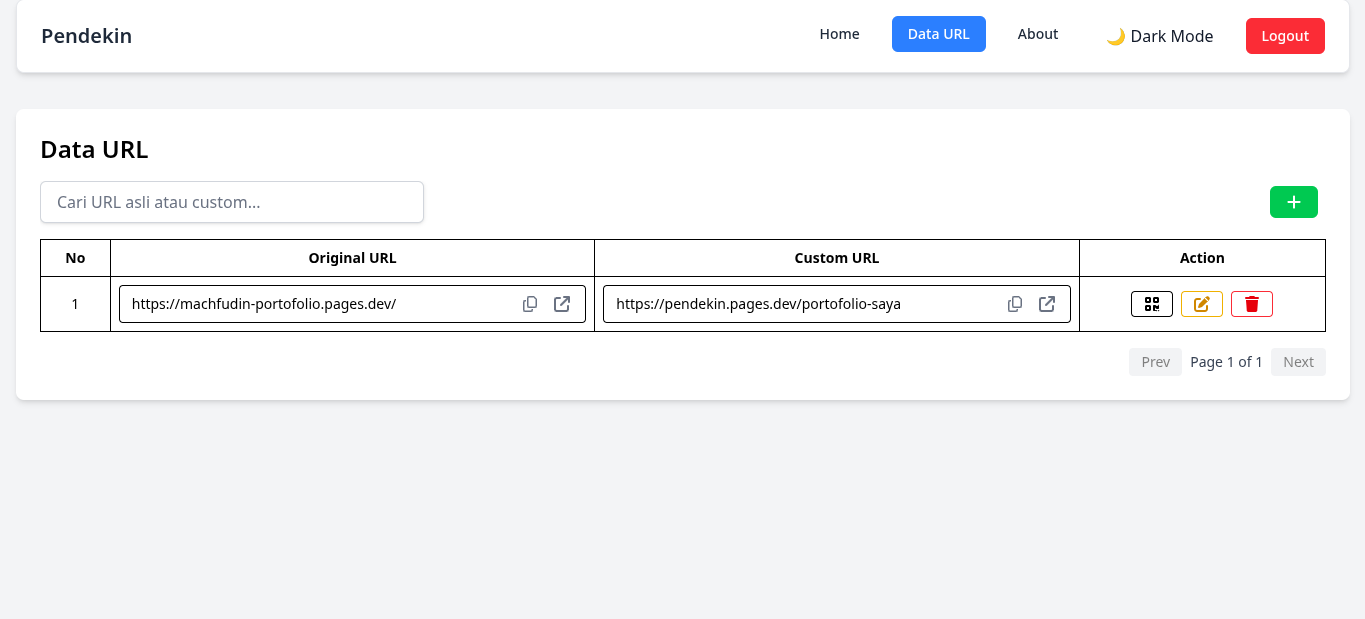 Pendekin Home Data URL About 🌙 Dark Mode Logout
Data URL
Cari URL asli atau custom...
No Original URL Custom URL Action
1 https://machfudin-portofolio.pages.dev/ https://pendekin.pages.dev/portofolio-saya
Prev Page 1 of 1 Next